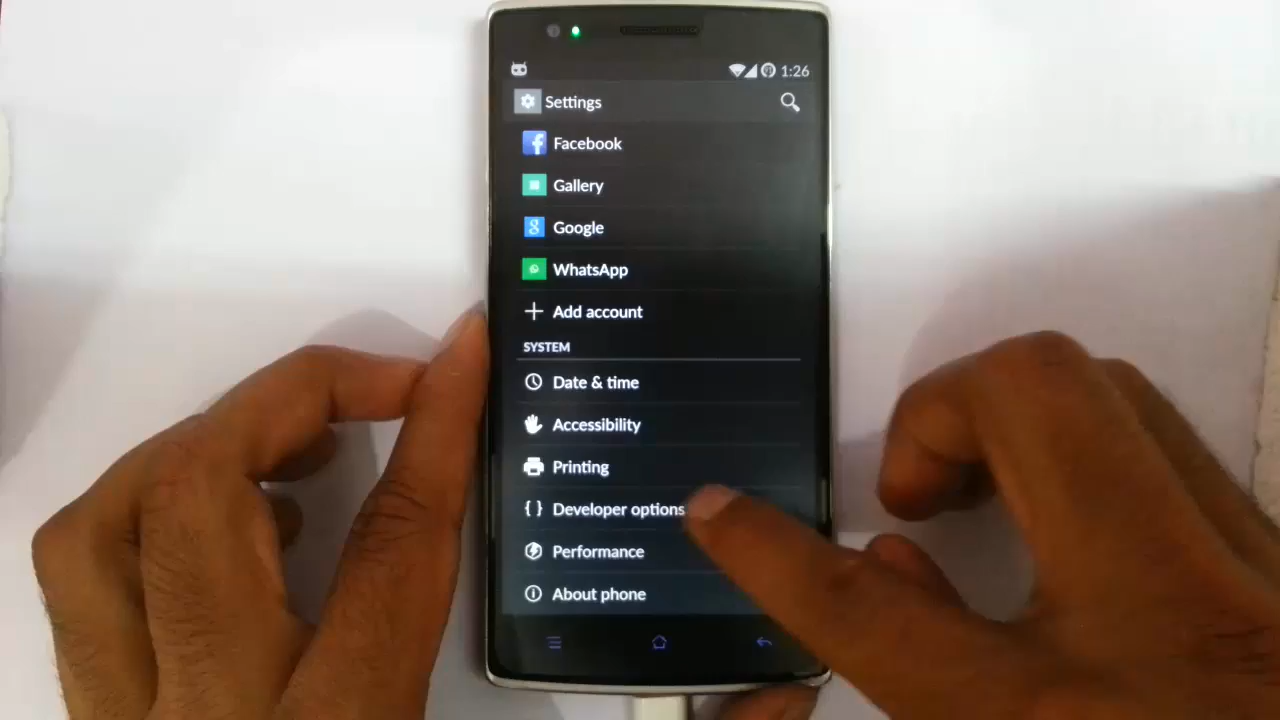 1:26
Settings
Facebook
Gallery
Google
WhatsApp
Add account
SYSTEM
Date & time
Accessibility
Printing
{ } Developer options
Performance
About phone